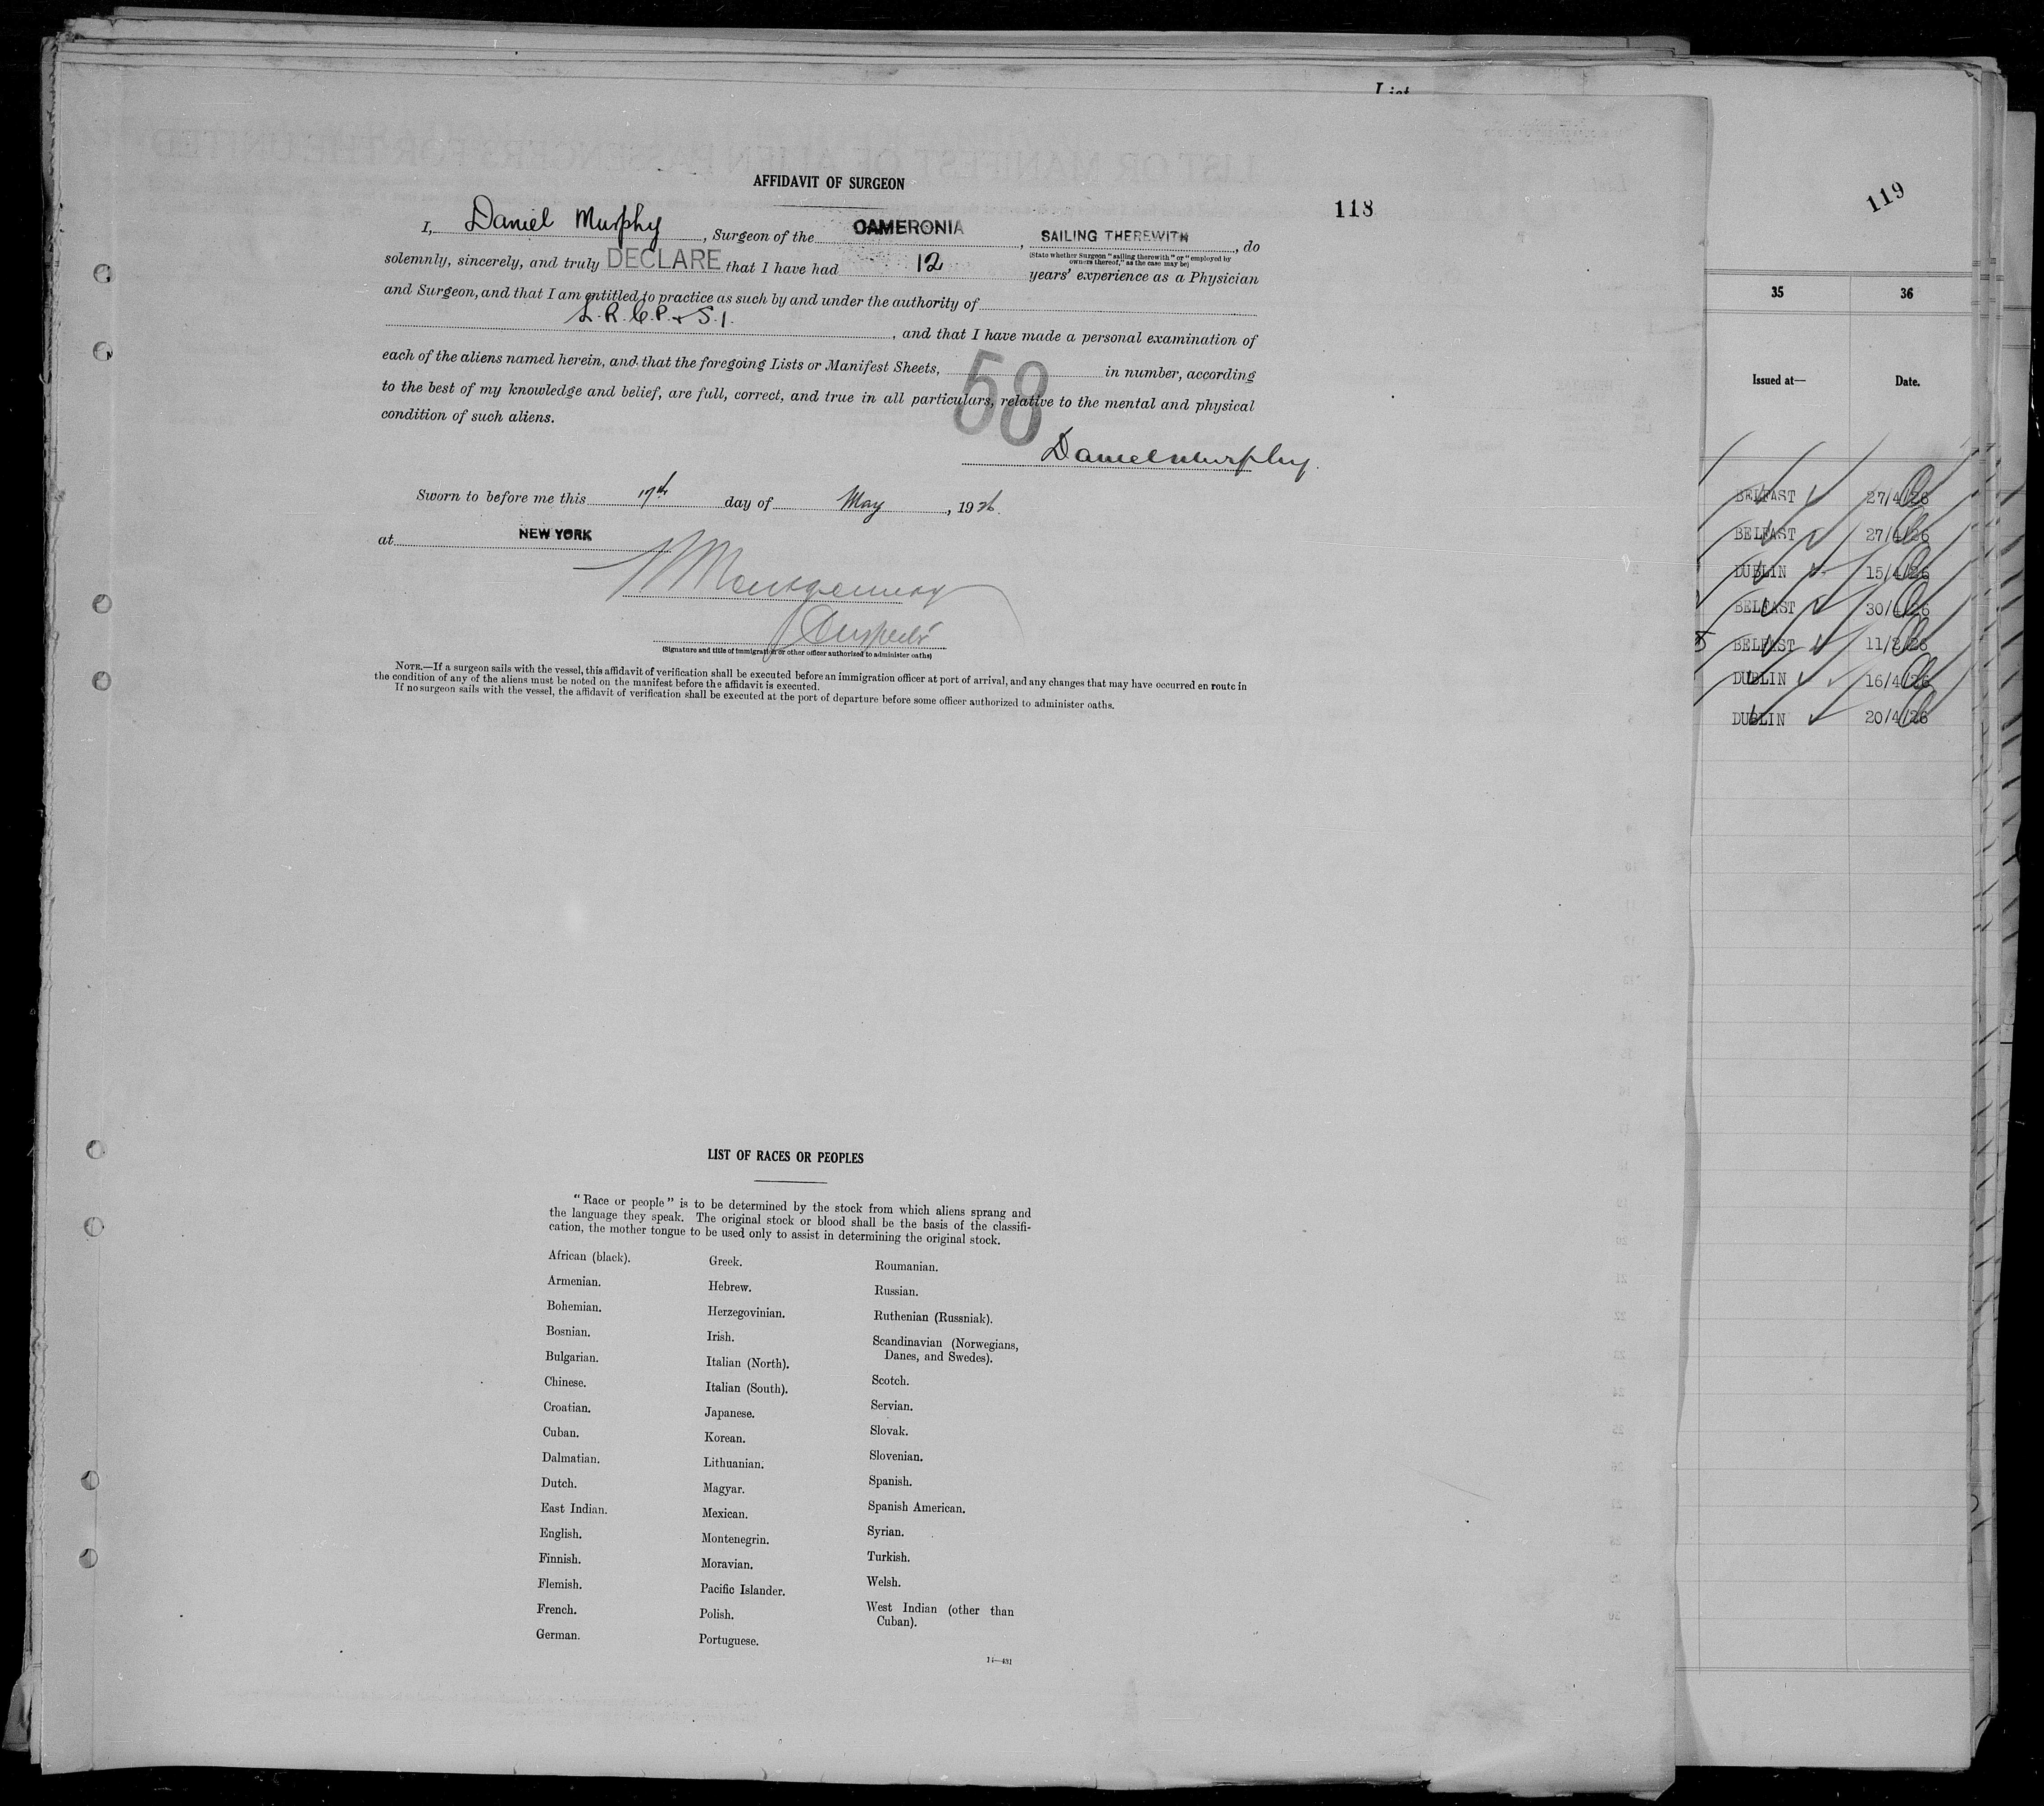 List
118
119
AFFIDAVIT OF SURGEON
I, Daniel Murphy, Surgeon of the CAMERONIA, SAILING THEREWITH, do
(State whether Surgeon "sailing therewith" or "employed by
owners thereof," as the case may be)
solemnly, sincerely, and truly DECLARE that I have had 12 years' experience as a Physician
and Surgeon, and that I am entitled to practice as such by and under the authority of
L.R.C.P. & S.I., and that I have made a personal examination of
each of the aliens named herein, and that the foregoing Lists or Manifest Sheets, 58 in number, according
to the best of my knowledge and belief, are full, correct, and true in all particulars, relative to the mental and physical
condition of such aliens.
Daniel Murphy.
Sworn to before me this 17th day of May, 1926.
at NEW YORK
Montgomery
(Signature and title of immigration or other officer authorized to administer oaths)
NOTE.—If a surgeon sails with the vessel, this affidavit of verification shall be executed before an immigration officer at port of arrival, and any changes that may have occurred en route in
the condition of any of the aliens must be noted on the manifest before the affidavit is executed.
If no surgeon sails with the vessel, the affidavit of verification shall be executed at the port of departure before some officer authorized to administer oaths.
LIST OF RACES OR PEOPLES
"Race or people" is to be determined by the stock from which aliens sprang and
the language they speak. The original stock or blood shall be the basis of the classifi-
cation, the mother tongue to be used only to assist in determining the original stock.
African (black).
Armenian.
Bohemian.
Bosnian.
Bulgarian.
Chinese.
Croatian.
Cuban.
Dalmatian.
Dutch.
East Indian.
English.
Finnish.
Flemish.
French.
German.
Greek.
Hebrew.
Herzegovinian.
Irish.
Italian (North).
Italian (South).
Japanese.
Korean.
Lithuanian.
Magyar.
Mexican.
Montenegrin.
Moravian.
Pacific Islander.
Polish.
Portuguese.
Roumanian.
Russian.
Ruthenian (Russniak).
Scandinavian (Norwegians,
Danes, and Swedes).
Scotch.
Servian.
Slovak.
Slovenian.
Spanish.
Spanish American.
Syrian.
Turkish.
Welsh.
West Indian (other than
Cuban).
14—431
35 36
Issued at— Date.
BELFAST 27/4/26
BELFAST 27/4/26
DUBLIN 15/4/26
BELFAST 30/4/26
BELFAST 11/2/26
DUBLIN 16/4/26
DUBLIN 20/4/26